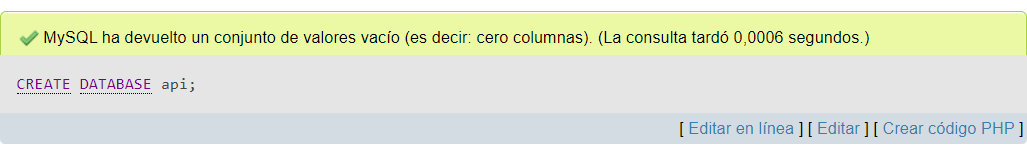 MySQL ha devuelto un conjunto de valores vacío (es decir: cero columnas). (La consulta tardó 0,0006 segundos.)
CREATE DATABASE api;
[ Editar en línea ] [ Editar ] [ Crear código PHP ]